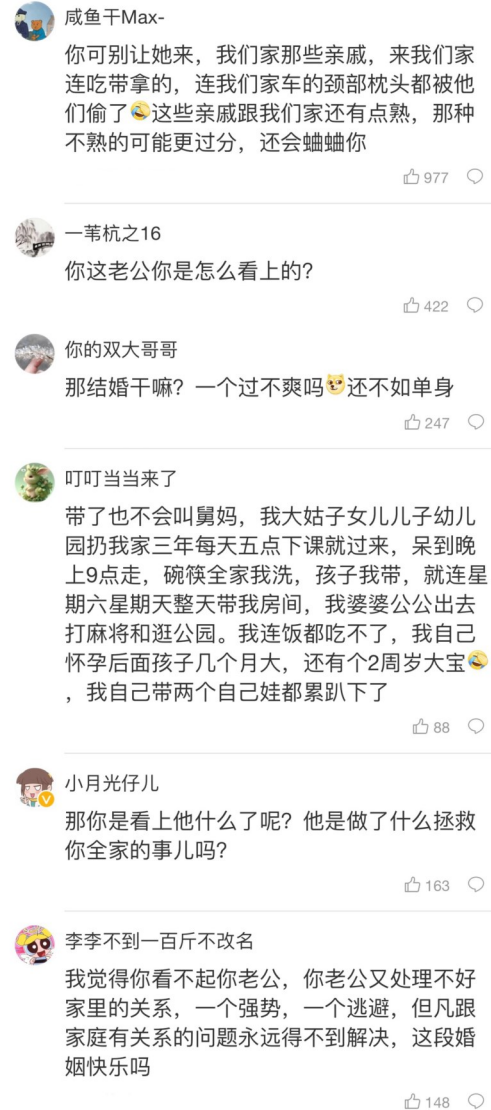 咸鱼干Max-
你可别让她来，我们家那些亲戚，来我们家
连吃带拿的，连我们家车的颈部枕头都被他
们偷了🤣这些亲戚跟我们家还有点熟，那种
不熟的可能更过分，还会蛐蛐你
977
一苇杭之16
你这老公你是怎么看上的？
422
你的双大哥哥
那结婚干嘛？一个过不爽吗还不如单身
247
叮叮当当来了
带了也不会叫舅妈，我大姑子女儿儿子幼儿
园扔我家三年每天五点下课就过来，呆到晚
上9点走，碗筷全家我洗，孩子我带，就连星
期六星期天整天带我房间，我婆婆公公出去
打麻将和逛公园。我连饭都吃不了，我自己
怀孕后面孩子几个月大，还有个2周岁大宝🤣
，我自己带两个自己娃都累趴下了
88
小月光仔儿
那你是看上他什么了呢？他是做了什么拯救
你全家的事儿吗？
163
李李不到一百斤不改名
我觉得你看不起你老公，你老公又处理不好
家里的关系，一个强势，一个逃避，但凡跟
家庭有关系的问题永远得不到解决，这段婚
姻快乐吗
148